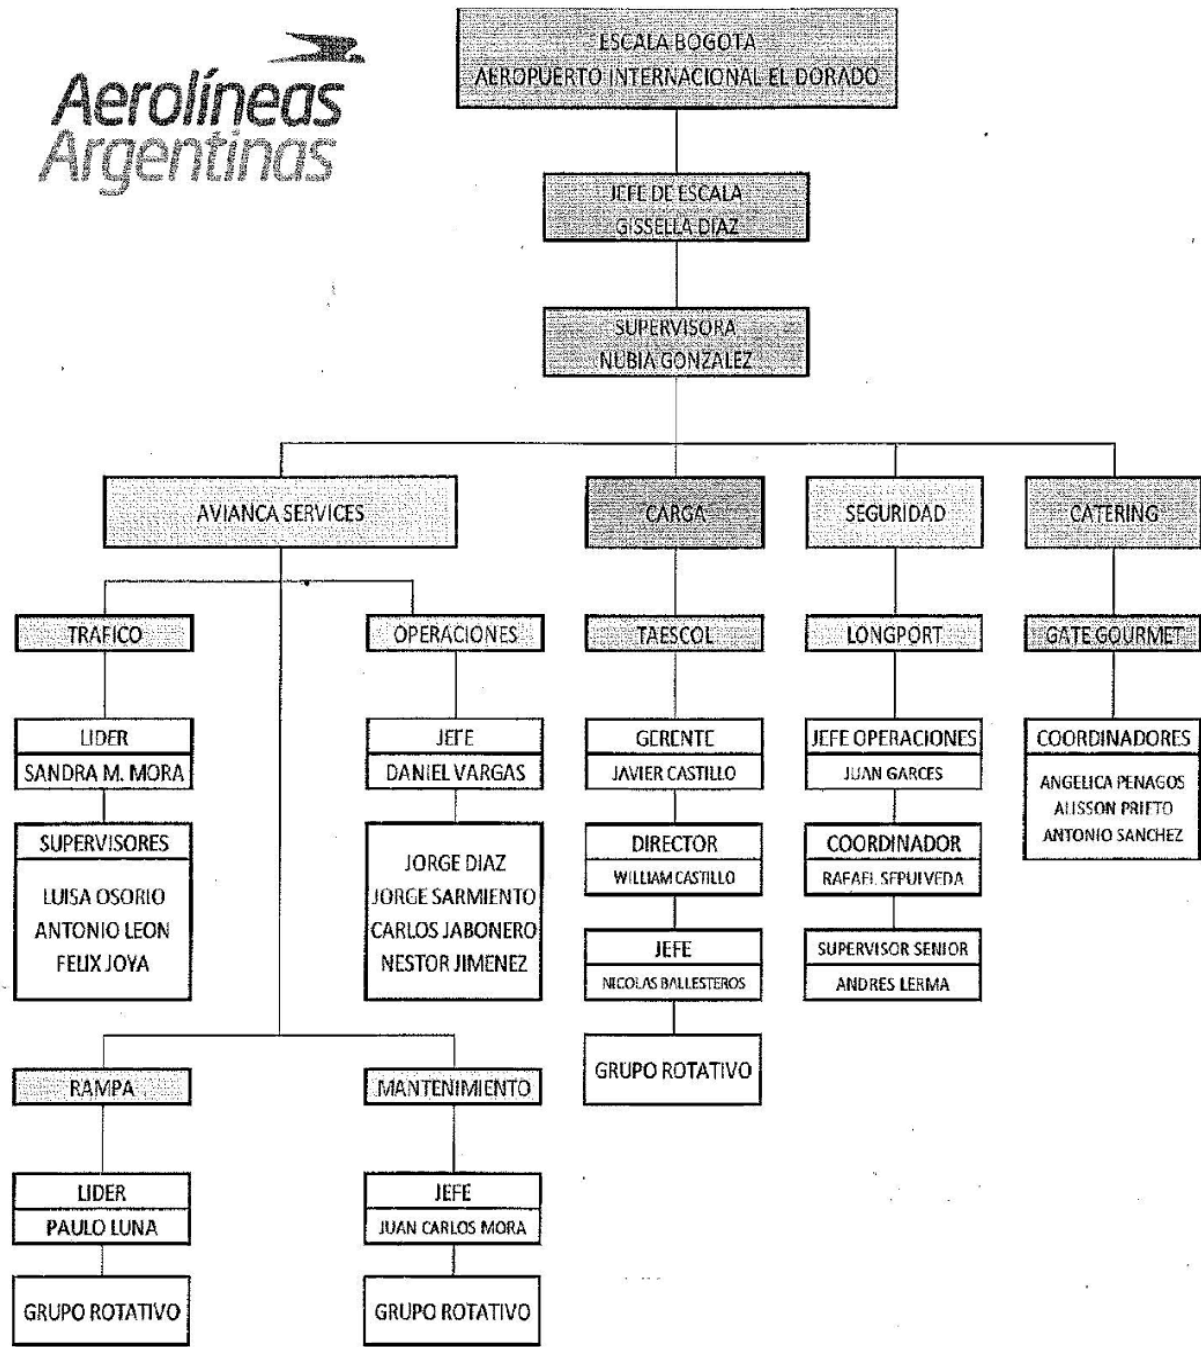 Aerolíneas
Argentinas
ESCALA BOGOTA
AEROPUERTO INTERNACIONAL EL DORADO
JEFE DE ESCALA
GISSELLA DIAZ
SUPERVISORA
NUBIA GONZALEZ
AVIANCA SERVICES
CARGA
SEGURIDAD
CATERING
TRAFICO
OPERACIONES
TAESCOL
LONGPORT
GATE GOURMET
LIDER
SANDRA M. MORA
JEFE
DANIEL VARGAS
GERENTE
JAVIER CASTILLO
JEFE OPERACIONES
JUAN GARCES
COORDINADORES
ANGELICA PENAGOS
ALISSON PRIETO
ANTONIO SANCHEZ
SUPERVISORES
LUISA OSORIO
ANTONIO LEON
FELIX JOYA
JORGE DIAZ
JORGE SARMIENTO
CARLOS JABONERO
NESTOR JIMENEZ
DIRECTOR
WILLIAM CASTILLO
COORDINADOR
RAFAEL SEPULVEDA
JEFE
NICOLAS BALLESTEROS
SUPERVISOR SENIOR
ANDRES LERMA
GRUPO ROTATIVO
RAMPA
MANTENIMIENTO
LIDER
PAULO LUNA
JEFE
JUAN CARLOS MORA
GRUPO ROTATIVO
GRUPO ROTATIVO